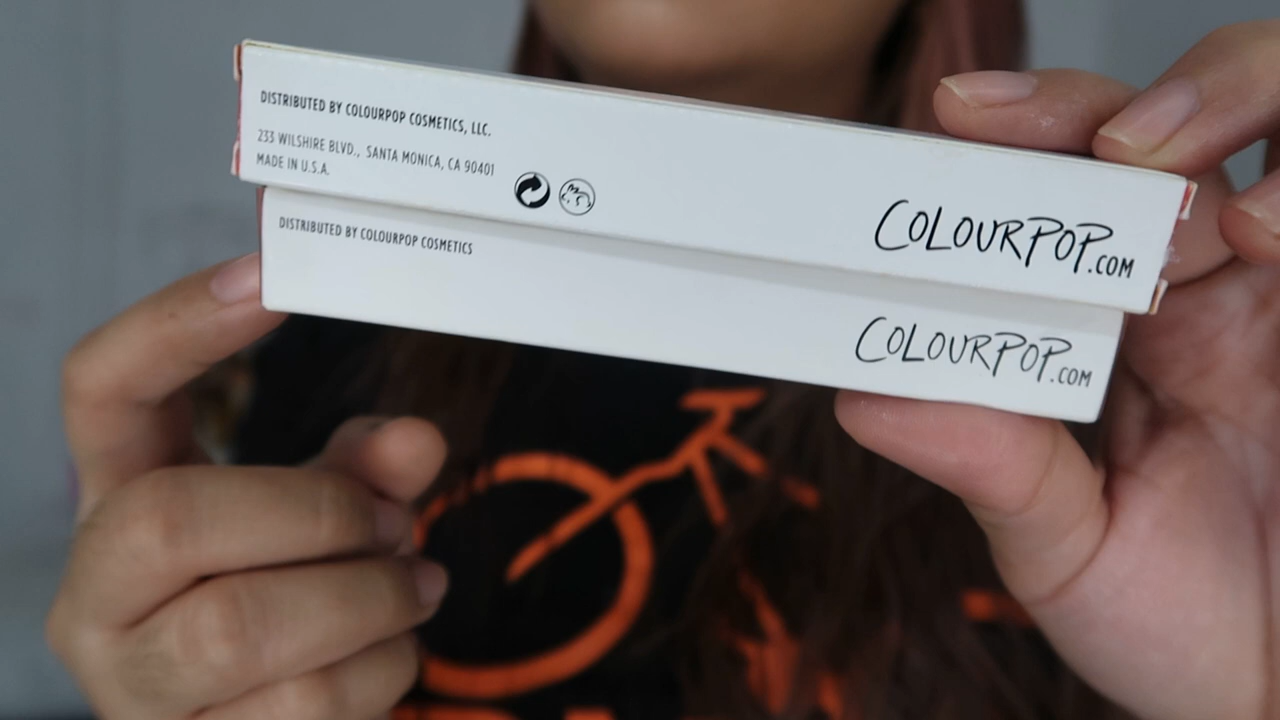 DISTRIBUTED BY COLOURPOP COSMETICS, LLC.
233 WILSHIRE BLVD., SANTA MONICA, CA 90401
MADE IN U.S.A.
COLOURPOP.COM
DISTRIBUTED BY COLOURPOP COSMETICS
COLOURPOP.COM